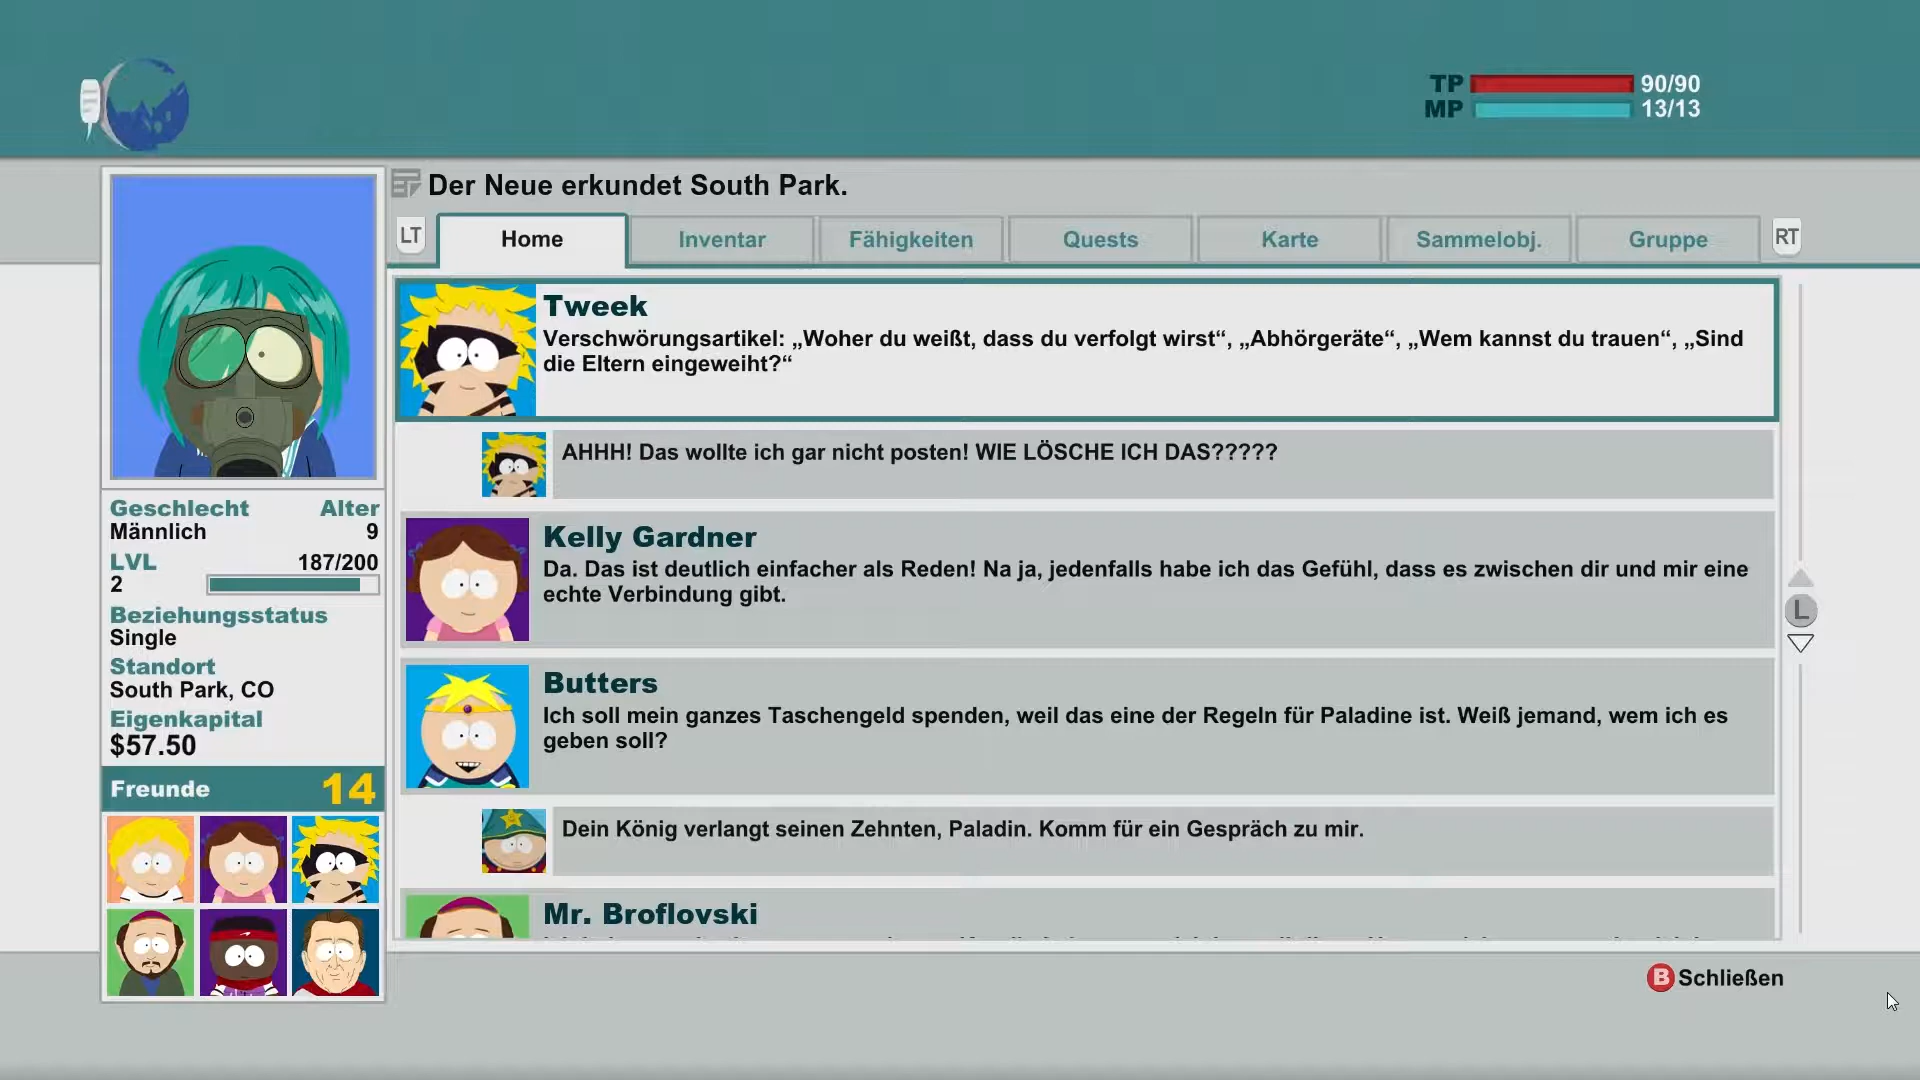 TP 90/90
MP 13/13
Der Neue erkundet South Park.
LT Home Inventar Fähigkeiten Quests Karte Sammelobj. Gruppe RT
Geschlecht Alter
Männlich 9
LVL 187/200
2
Beziehungsstatus
Single
Standort
South Park, CO
Eigenkapital
$57.50
Freunde 14
Tweek
Verschwörungsartikel: „Woher du weißt, dass du verfolgt wirst“, „Abhörgeräte“, „Wem kannst du trauen“, „Sind
die Eltern eingeweiht?“
AHHH! Das wollte ich gar nicht posten! WIE LÖSCHE ICH DAS?????
Kelly Gardner
Da. Das ist deutlich einfacher als Reden! Na ja, jedenfalls habe ich das Gefühl, dass es zwischen dir und mir eine
echte Verbindung gibt.
Butters
Ich soll mein ganzes Taschengeld spenden, weil das eine der Regeln für Paladine ist. Weiß jemand, wem ich es
geben soll?
Dein König verlangt seinen Zehnten, Paladin. Komm für ein Gespräch zu mir.
Mr. Broflovski
L
B Schließen